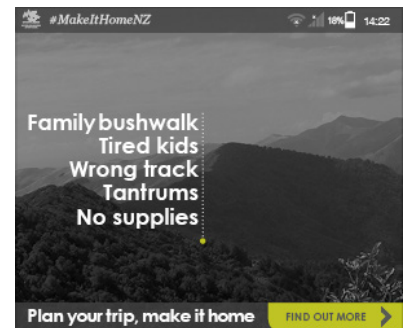 #MakeItHomeNZ 18% 14:22
Family bushwalk
Tired kids
Wrong track
Tantrums
No supplies
Plan your trip, make it home FIND OUT MORE